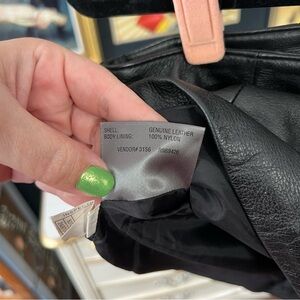 SHELL: GENUINE LEATHER
BODY LINING: 100% NYLON
VENDOR# 3156